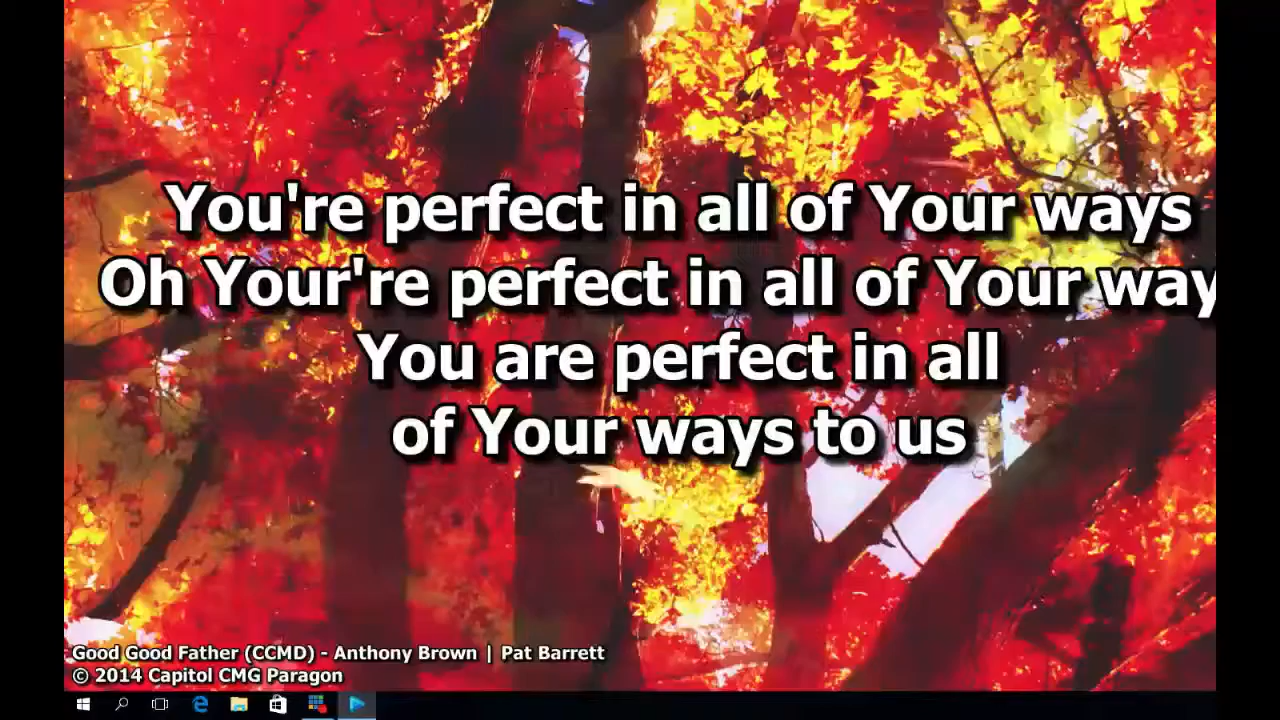 You're perfect in all of Your ways
Oh Your're perfect in all of Your way
You are perfect in all
of Your ways to us
Good Good Father (CCMD) - Anthony Brown | Pat Barrett
© 2014 Capitol CMG Paragon